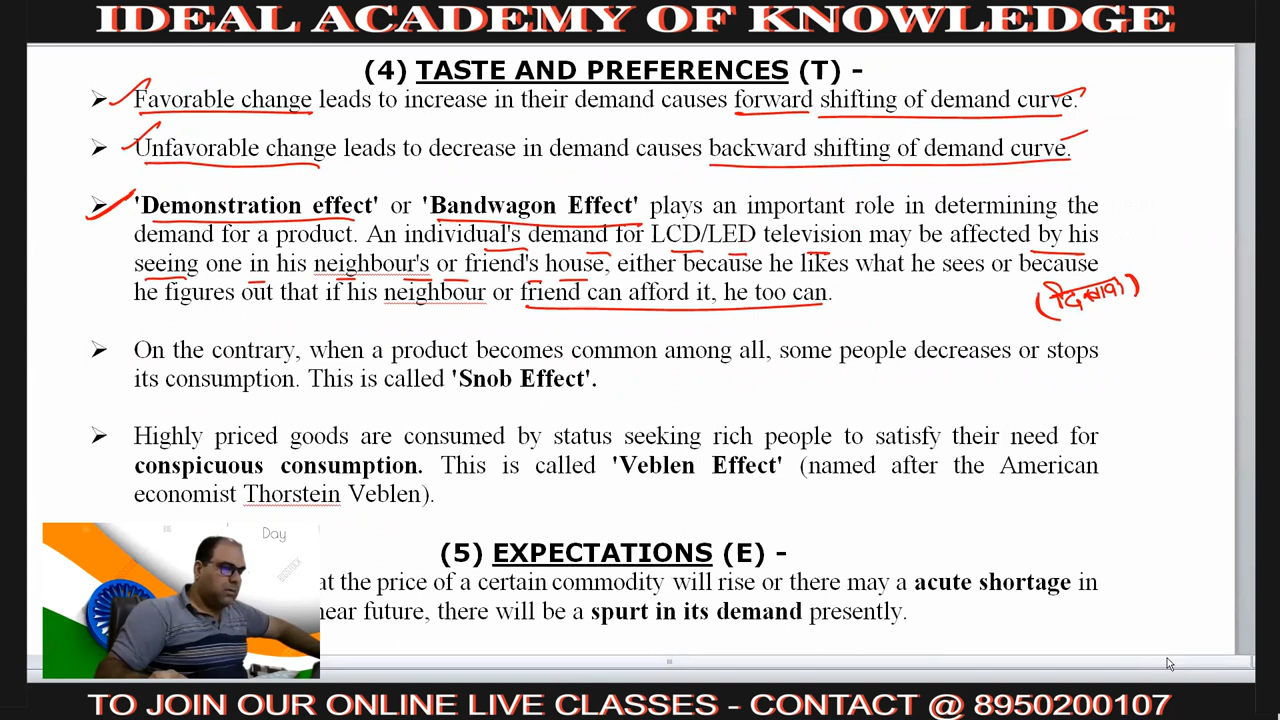 IDEAL ACADEMY OF KNOWLEDGE
(4) TASTE AND PREFERENCES (T) -
➢ Favorable change leads to increase in their demand causes forward shifting of demand curve.
➢ Unfavorable change leads to decrease in demand causes backward shifting of demand curve.
➢ 'Demonstration effect' or 'Bandwagon Effect' plays an important role in determining the
demand for a product. An individual's demand for LCD/LED television may be affected by his
seeing one in his neighbour's or friend's house, either because he likes what he sees or because
he figures out that if his neighbour or friend can afford it, he too can.
➢ On the contrary, when a product becomes common among all, some people decreases or stops
its consumption. This is called 'Snob Effect'.
➢ Highly priced goods are consumed by status seeking rich people to satisfy their need for
conspicuous consumption. This is called 'Veblen Effect' (named after the American
economist Thorstein Veblen).
Day
(5) EXPECTATIONS (E) -
at the price of a certain commodity will rise or there may a acute shortage in
near future, there will be a spurt in its demand presently.
TO JOIN OUR ONLINE LIVE CLASSES - CONTACT @ 8950200107